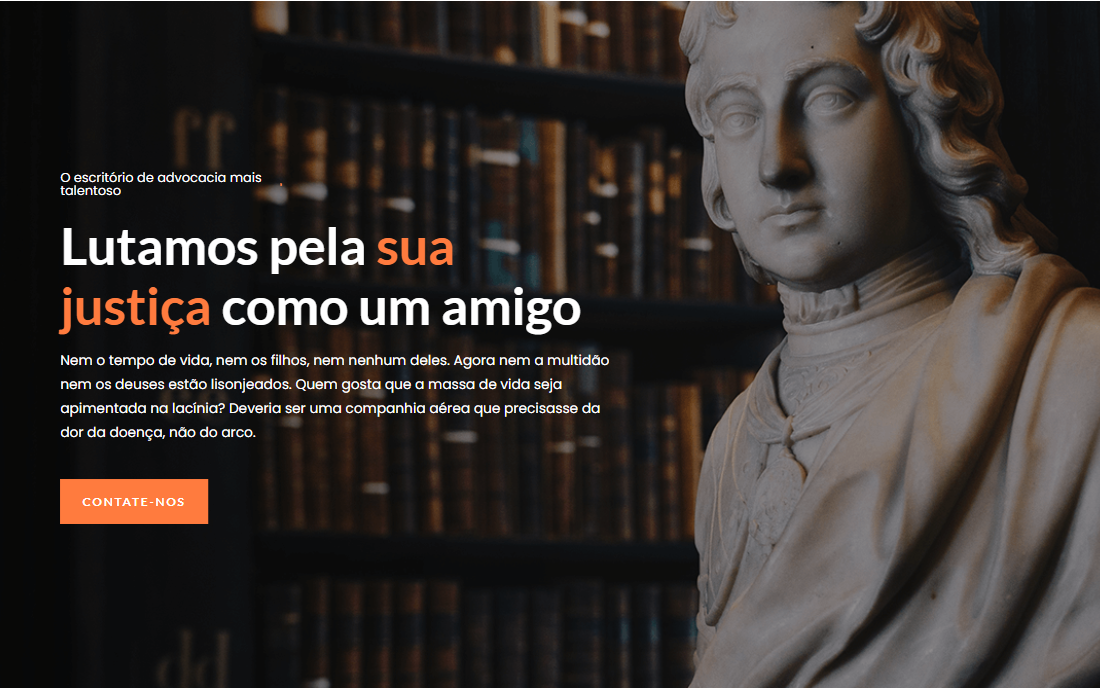 O escritório de advocacia mais
talentoso
Lutamos pela sua
justiça como um amigo
Nem o tempo de vida, nem os filhos, nem nenhum deles. Agora nem a multidão
nem os deuses estão lisonjeados. Quem gosta que a massa de vida seja
apimentada na lacínia? Deveria ser uma companhia aérea que precisasse da
dor da doença, não do arco.
CONTATE-NOS
ff
dd